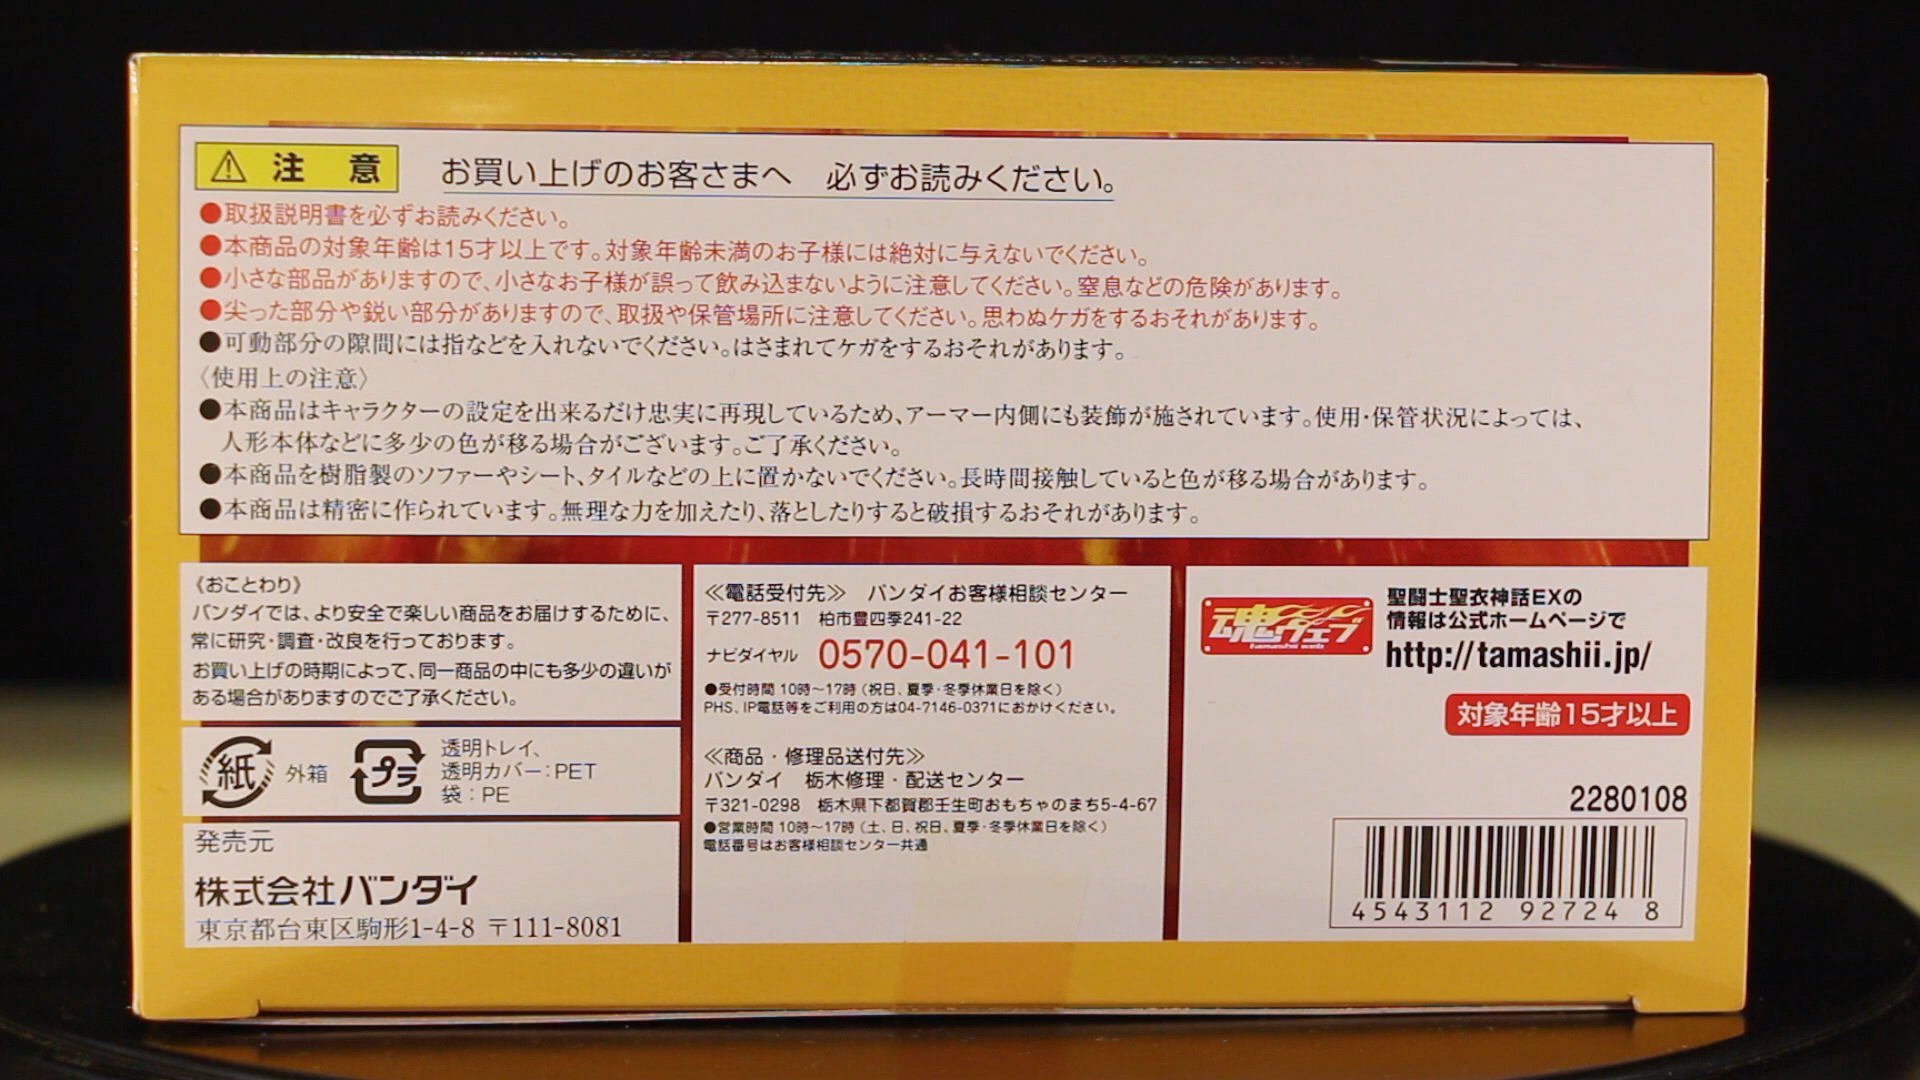 注 意 お買い上げのお客さまへ 必ずお読みください。
●取扱説明書を必ずお読みください。
●本商品の対象年齢は15才以上です。対象年齢未満のお子様には絶対に与えないでください。
●小さな部品がありますので、小さなお子様が誤って飲み込まないように注意してください。窒息などの危険があります。
●尖った部分や鋭い部分がありますので、取扱や保管場所に注意してください。思わぬケガをするおそれがあります。
●可動部分の隙間には指などを入れないでください。はさまれてケガをするおそれがあります。
〈使用上の注意〉
●本商品はキャラクターの設定を出来るだけ忠実に再現しているため、アーマー内側にも装飾が施されています。使用・保管状況によっては、
人形本体などに多少の色が移る場合がございます。ご了承ください。
●本商品を樹脂製のソファーやシート、タイルなどの上に置かないでください。長時間接触していると色が移る場合があります。
●本商品は精密に作られています。無理な力を加えたり、落としたりすると破損するおそれがあります。
《おことわり》
バンダイでは、より安全で楽しい商品をお届けするために、
常に研究・調査・改良を行っております。
お買い上げの時期によって、同一商品の中にも多少の違いが
ある場合がありますのでご了承ください。
紙 外箱
プラ 透明トレイ、
透明カバー：PET
袋：PE
発売元
株式会社バンダイ
東京都台東区駒形1-4-8 〒111-8081
≪電話受付先≫ バンダイお客様相談センター
〒277-8511 柏市豊四季241-22
ナビダイヤル 0570-041-101
●受付時間 10時〜17時（祝日、夏季・冬季休業日を除く）
PHS、IP電話等をご利用の方は04-7146-0371におかけください。
≪商品・修理品送付先≫
バンダイ 栃木修理・配送センター
〒321-0298 栃木県下都賀郡壬生町おもちゃのまち5-4-67
●営業時間 10時〜17時（土、日、祝日、夏季・冬季休業日を除く）
電話番号はお客様相談センター共通
魂ウェブ
tamashii web
聖闘士聖衣神話EXの
情報は公式ホームページで
http://tamashii.jp/
対象年齢15才以上
2280108
4543112 92724 8